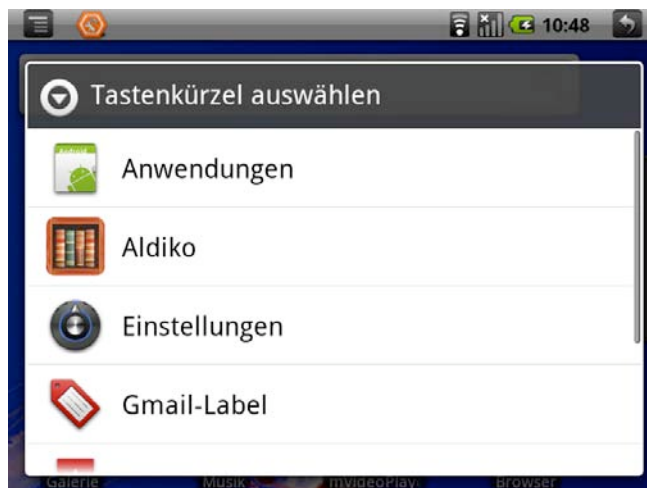 10:48
Tastenkürzel auswählen
Anwendungen
Aldiko
Einstellungen
Gmail-Label
Galerie Musik mVideoPlay Browser